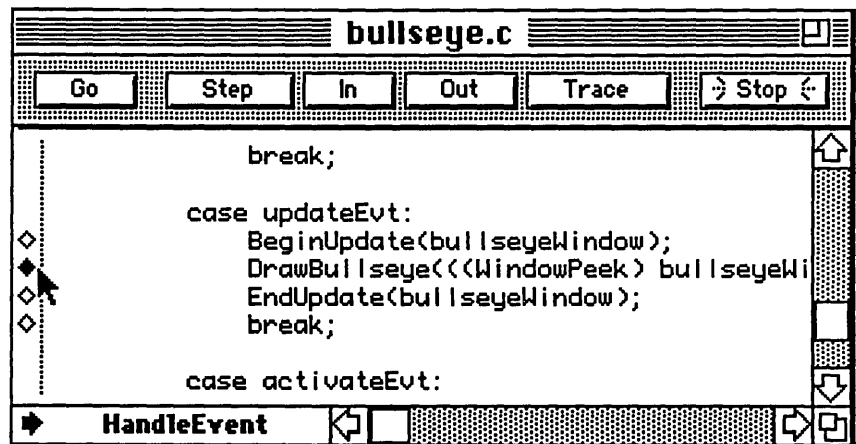 bullseye.c
Go Step In Out Trace Stop
break;
case updateEvt:
BeginUpdate(bullseyeWindow);
DrawBullseye(((WindowPeek) bullseyeWi
EndUpdate(bullseyeWindow);
break;
case activateEvt:
HandleEvent